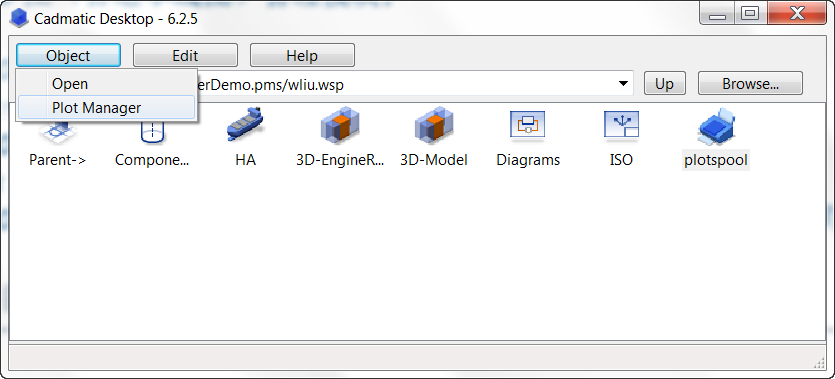 Cadmatic Desktop - 6.2.5
Object Edit Help
Open
erDemo.pms/wliu.wsp Up Browse...
Plot Manager
Parent-> Compone... HA 3D-EngineR... 3D-Model Diagrams ISO plotspool